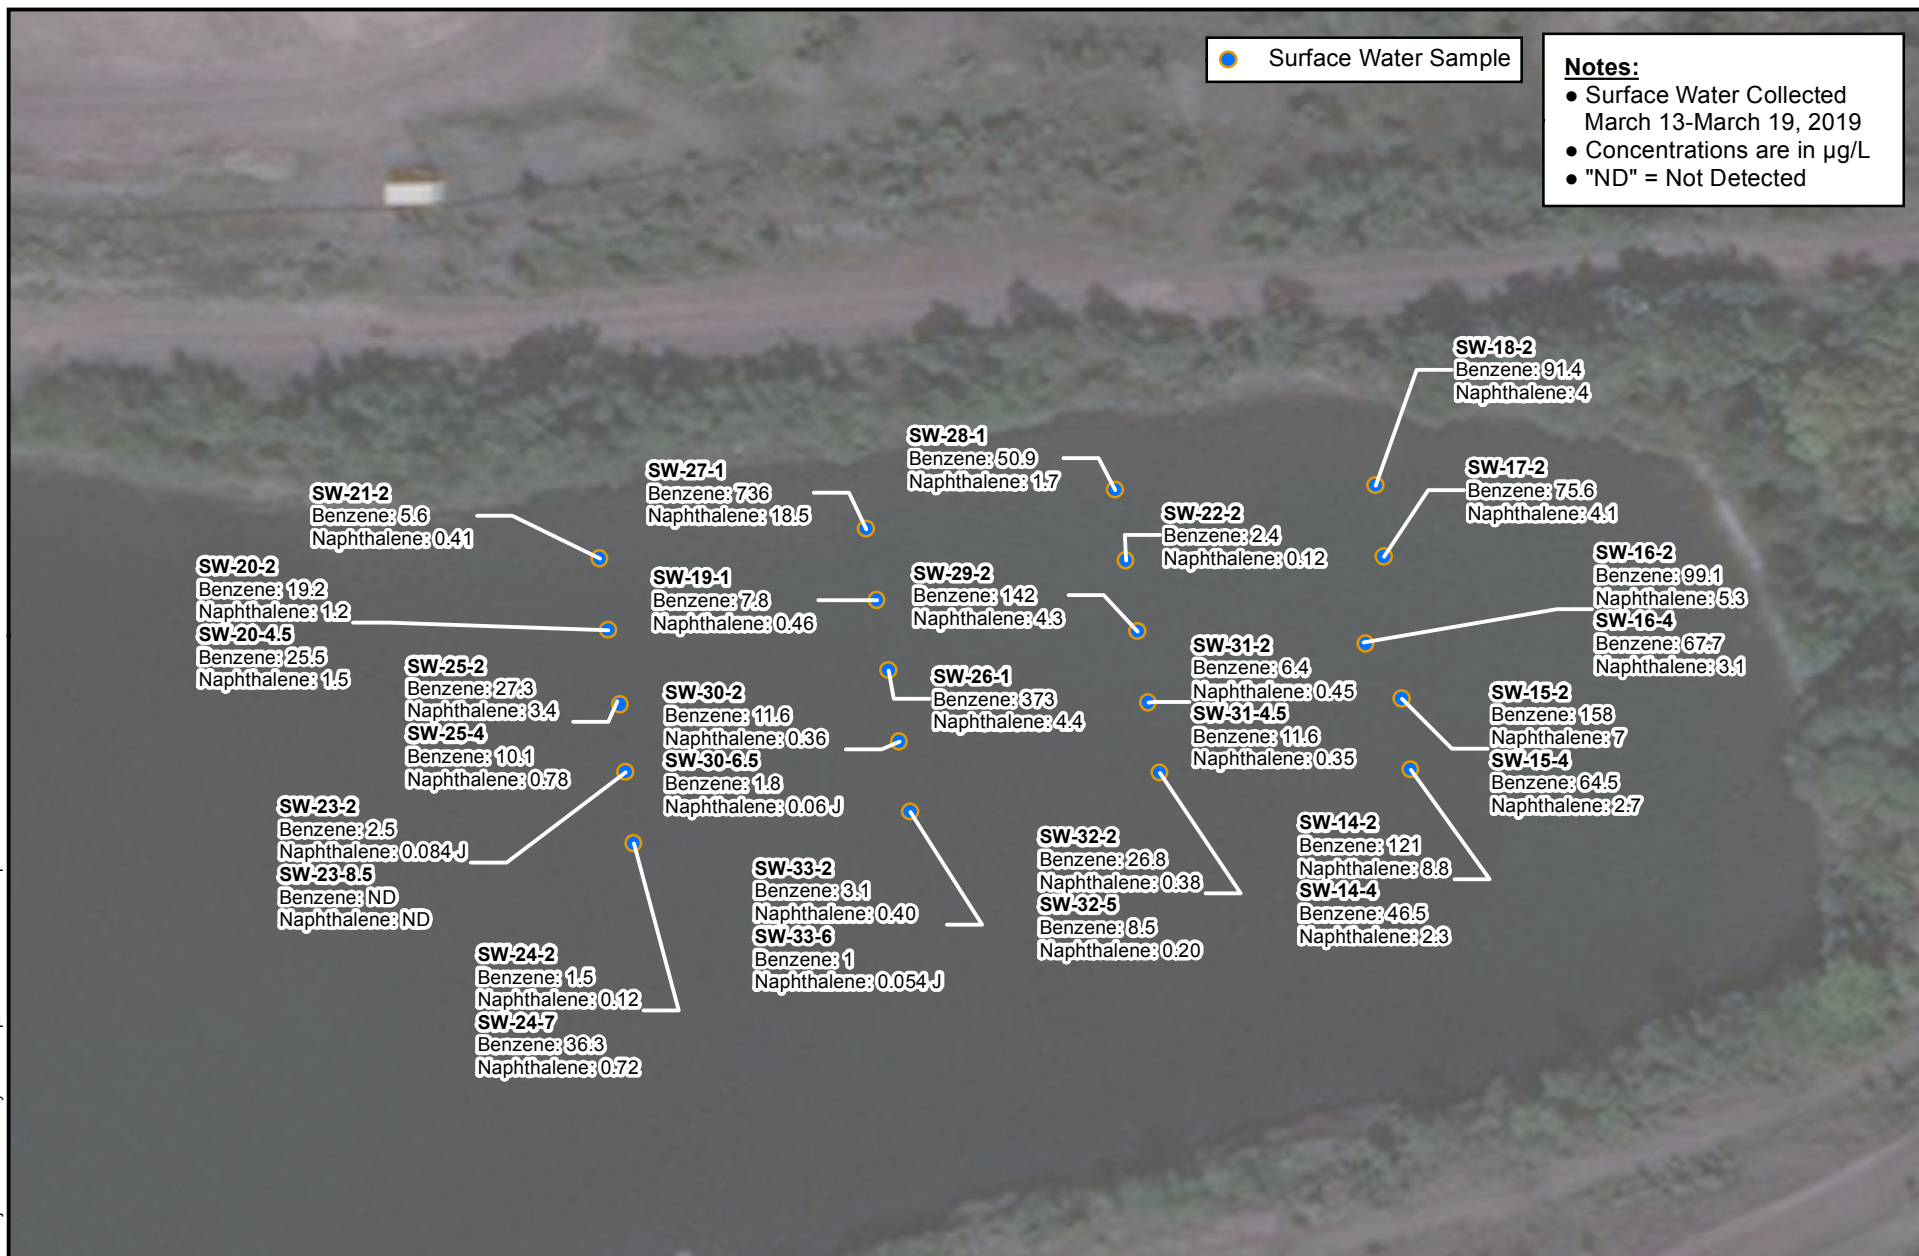 Surface Water Sample
Notes:
● Surface Water Collected
March 13-March 19, 2019
● Concentrations are in µg/L
● "ND" = Not Detected
SW-18-2
Benzene: 91.4
Naphthalene: 4
SW-28-1
Benzene: 50.9
Naphthalene: 1.7
SW-17-2
Benzene: 75.6
Naphthalene: 4.1
SW-27-1
Benzene: 736
Naphthalene: 18.5
SW-21-2
Benzene: 5.6
Naphthalene: 0.41
SW-22-2
Benzene: 2.4
Naphthalene: 0.12
SW-16-2
Benzene: 99.1
Naphthalene: 5.3
SW-16-4
Benzene: 67.7
Naphthalene: 3.1
SW-20-2
Benzene: 19.2
Naphthalene: 1.2
SW-20-4.5
Benzene: 25.5
Naphthalene: 1.5
SW-19-1
Benzene: 7.8
Naphthalene: 0.46
SW-29-2
Benzene: 142
Naphthalene: 4.3
SW-31-2
Benzene: 6.4
Naphthalene: 0.45
SW-31-4.5
Benzene: 11.6
Naphthalene: 0.35
SW-25-2
Benzene: 27.3
Naphthalene: 3.4
SW-25-4
Benzene: 10.1
Naphthalene: 0.78
SW-30-2
Benzene: 11.6
Naphthalene: 0.36
SW-30-6.5
Benzene: 1.8
Naphthalene: 0.06 J
SW-26-1
Benzene: 373
Naphthalene: 4.4
SW-15-2
Benzene: 158
Naphthalene: 7
SW-15-4
Benzene: 64.5
Naphthalene: 2.7
SW-23-2
Benzene: 2.5
Naphthalene: 0.084 J
SW-23-8.5
Benzene: ND
Naphthalene: ND
SW-33-2
Benzene: 3.1
Naphthalene: 0.40
SW-33-6
Benzene: 1
Naphthalene: 0.054 J
SW-32-2
Benzene: 26.8
Naphthalene: 0.38
SW-32-5
Benzene: 8.5
Naphthalene: 0.20
SW-14-2
Benzene: 121
Naphthalene: 8.8
SW-14-4
Benzene: 46.5
Naphthalene: 2.3
SW-24-2
Benzene: 1.5
Naphthalene: 0.12
SW-24-7
Benzene: 36.3
Naphthalene: 0.72